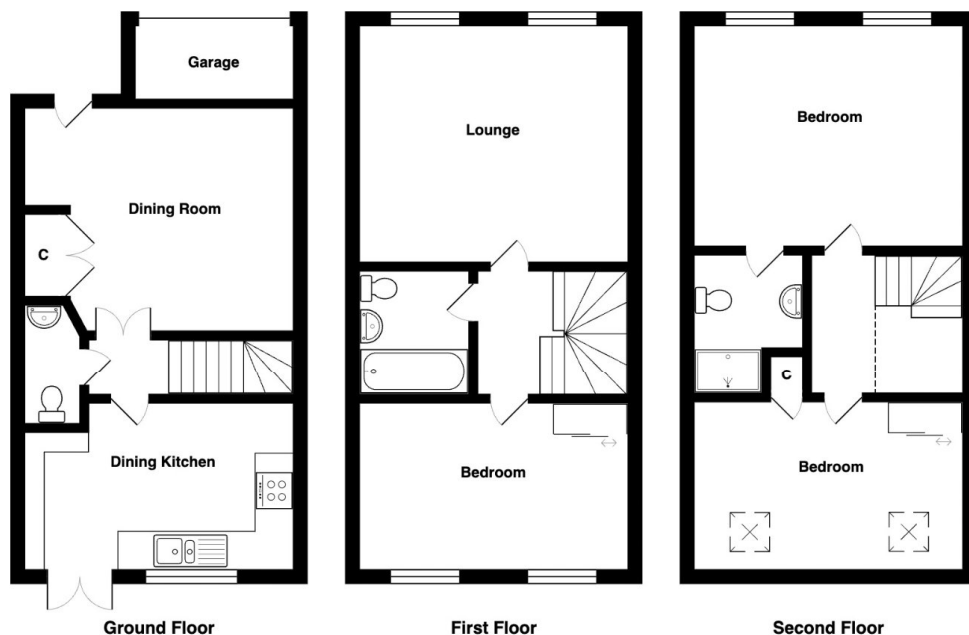 Garage
Dining Room
C
Dining Kitchen
Ground Floor
Lounge
Bedroom
First Floor
Bedroom
C
Bedroom
Second Floor